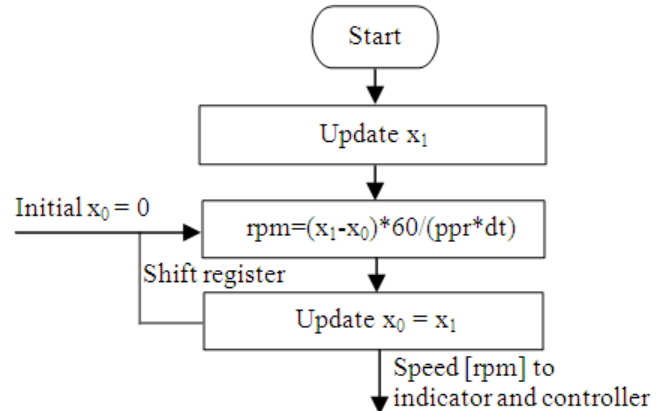 Start
Update x₁
Initial x₀ = 0
rpm=(x₁-x₀)*60/(ppr*dt)
Shift register
Update x₀ = x₁
Speed [rpm] to
indicator and controller